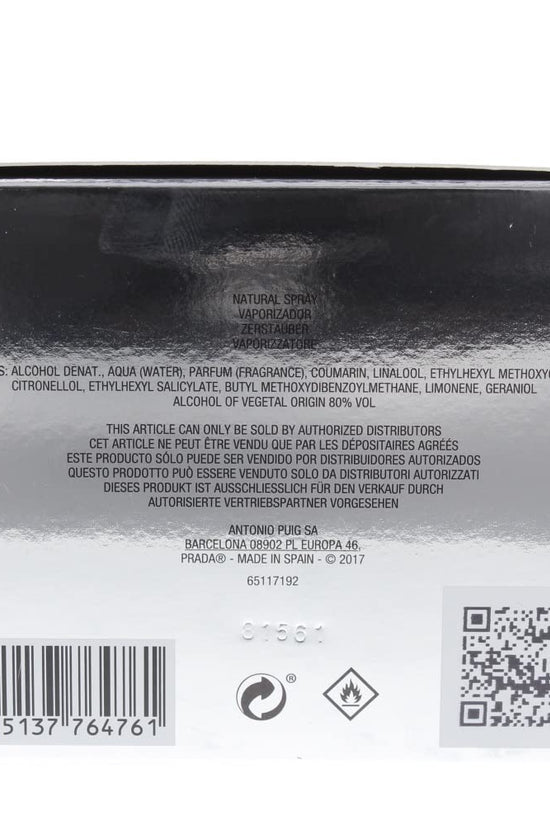 NATURAL SPRAY
VAPORIZADOR
ZERSTÄUBER
VAPORIZZATORE
S: ALCOHOL DENAT., AQUA (WATER), PARFUM (FRAGRANCE), COUMARIN, LINALOOL, ETHYLHEXYL METHOXYC
CITRONELLOL, ETHYLHEXYL SALICYLATE, BUTYL METHOXYDIBENZOYLMETHANE, LIMONENE, GERANIOL
ALCOHOL OF VEGETAL ORIGIN 80% VOL
THIS ARTICLE CAN ONLY BE SOLD BY AUTHORIZED DISTRIBUTORS
CET ARTICLE NE PEUT ÊTRE VENDU QUE PAR LES DÉPOSITAIRES AGRÉÉS
ESTE PRODUCTO SÓLO PUEDE SER VENDIDO POR DISTRIBUIDORES AUTORIZADOS
QUESTO PRODOTTO PUÒ ESSERE VENDUTO SOLO DA DISTRIBUTORI AUTORIZZATI
DIESES PRODUKT IST AUSSCHLIESSLICH FÜR DEN VERKAUF DURCH
AUTORISIERTE VERTRIEBSPARTNER VORGESEHEN
ANTONIO PUIG SA
BARCELONA 08902 PL EUROPA 46,
PRADA® - MADE IN SPAIN - © 2017
65117192
81561
®
5137 764761